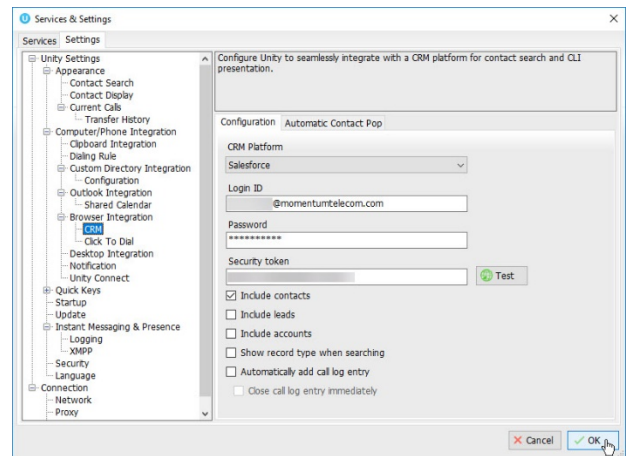 Services & Settings
Services Settings
Unity Settings
Appearance
Contact Search
Contact Display
Current Calls
Transfer History
Computer/Phone Integration
Clipboard Integration
Dialing Rule
Custom Directory Integration
Configuration
Outlook Integration
Shared Calendar
Browser Integration
CRM
Click To Dial
Desktop Integration
Notification
Unity Connect
Quick Keys
Startup
Update
Instant Messaging & Presence
Logging
XMPP
Security
Language
Connection
Network
Proxy
Configure Unity to seamlessly integrate with a CRM platform for contact search and CLI
presentation.
Configuration Automatic Contact Pop
CRM Platform
Salesforce
Login ID
@momentumtelecom.com
Password
**********
Security token
Test
Include contacts
Include leads
Include accounts
Show record type when searching
Automatically add call log entry
Close call log entry immediately
Cancel OK